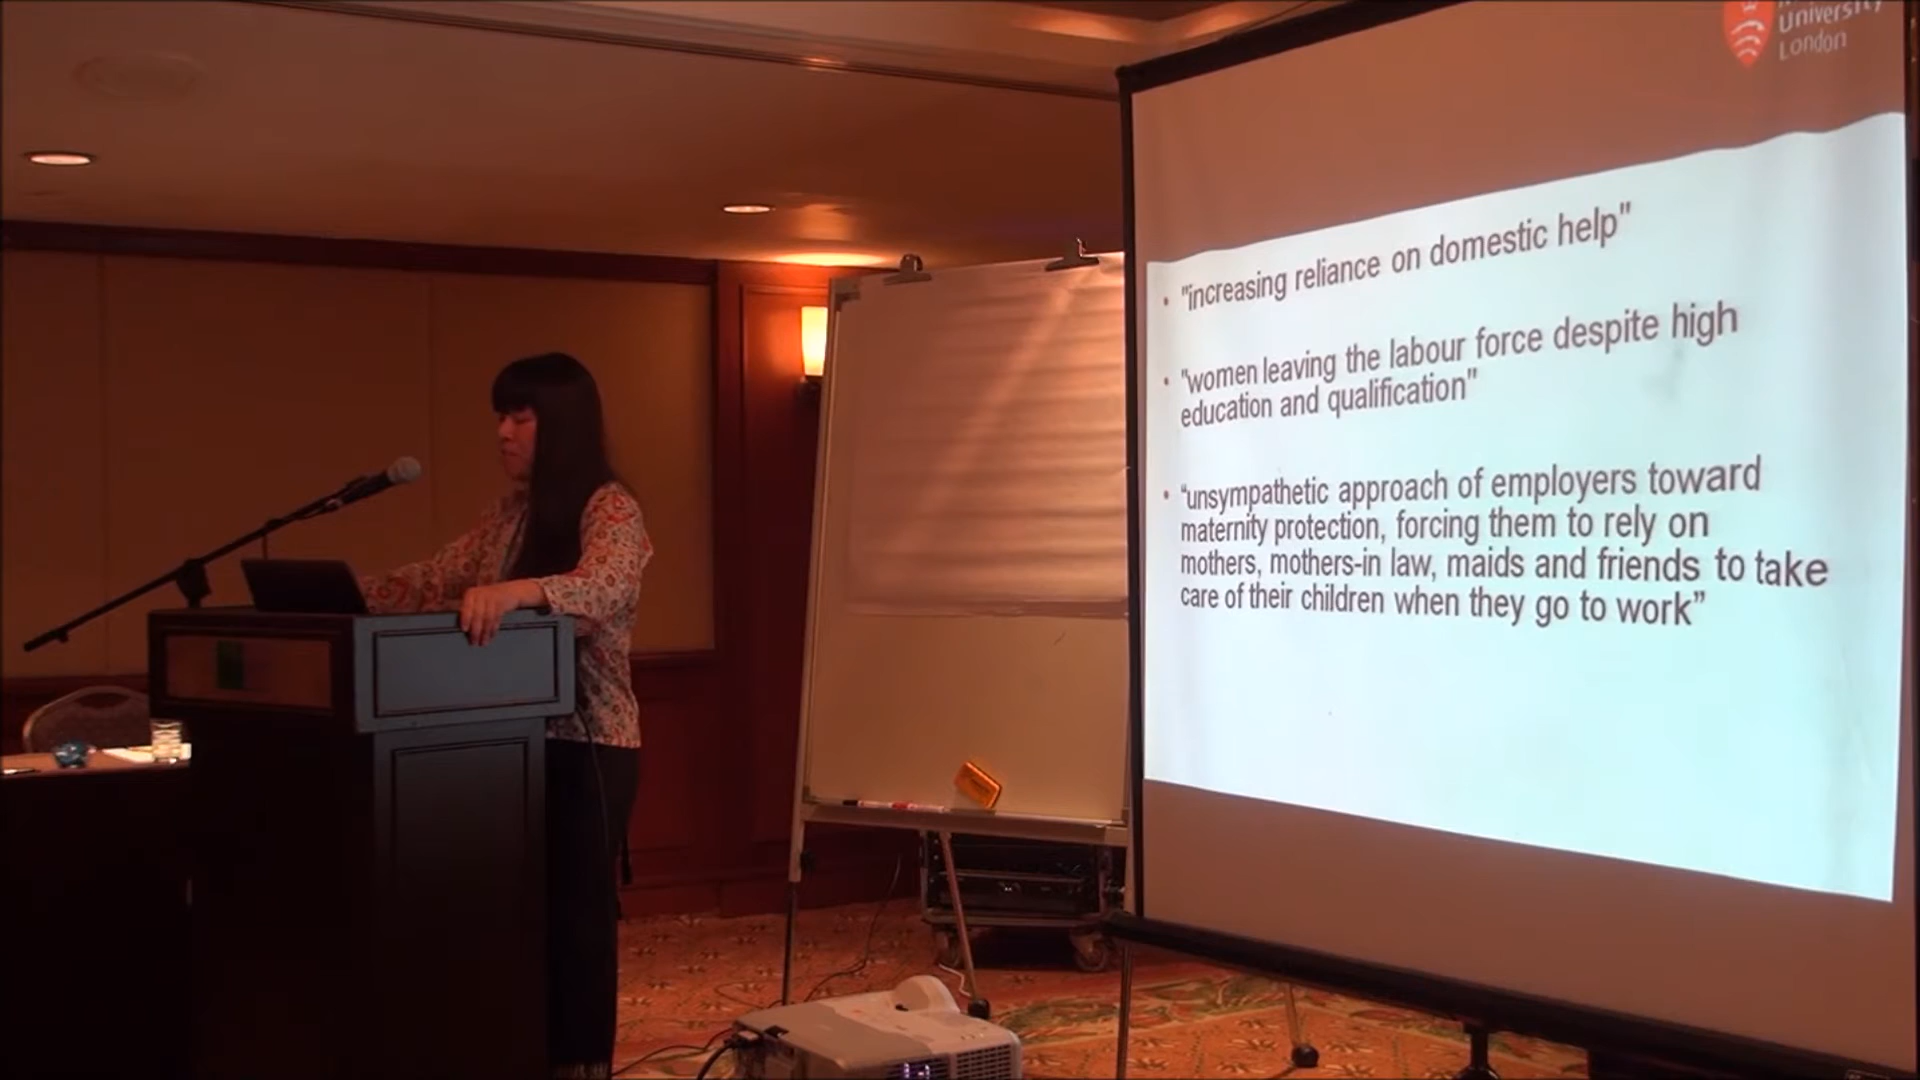 University
London
• "increasing reliance on domestic help"
• "women leaving the labour force despite high
education and qualification"
• “unsympathetic approach of employers toward
maternity protection, forcing them to rely on
mothers, mothers-in law, maids and friends to take
care of their children when they go to work”